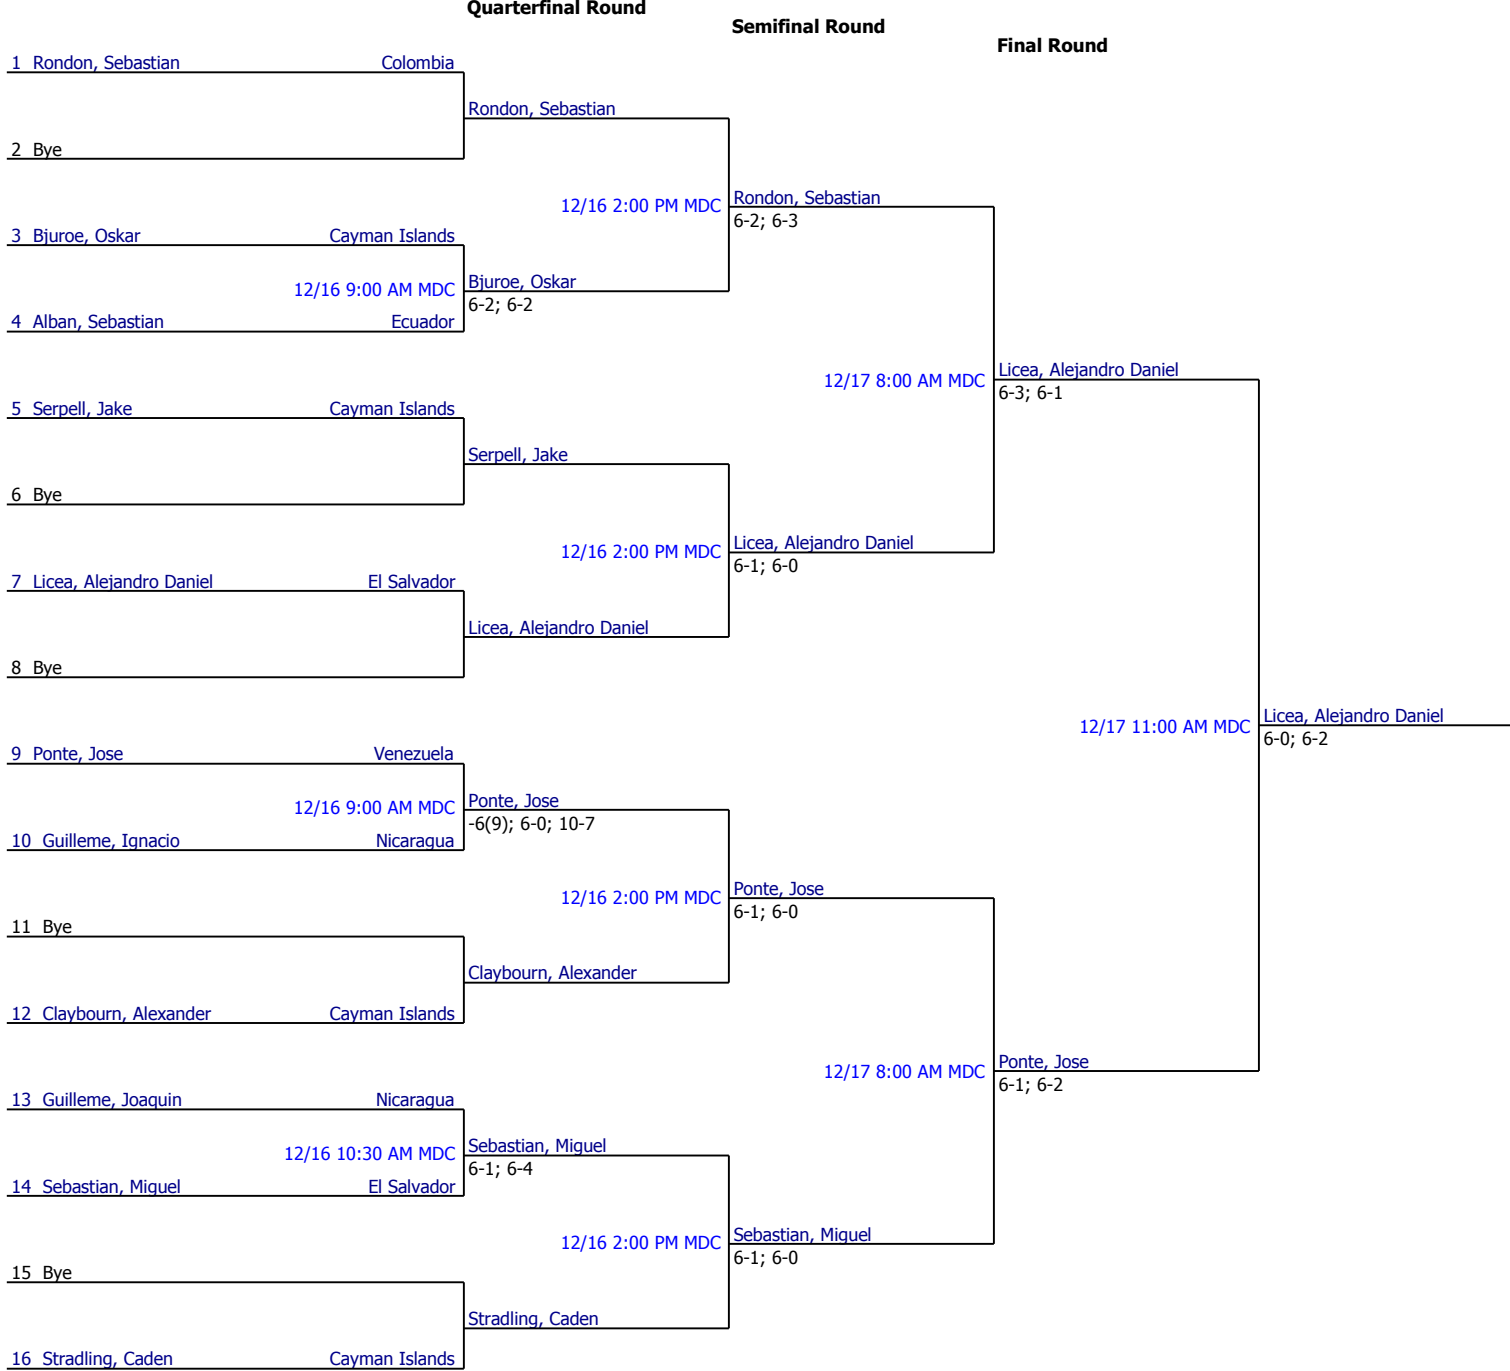 Quarterfinal Round
Semifinal Round
Final Round
1 Rondon, Sebastian Colombia
Rondon, Sebastian
2 Bye
12/16 2:00 PM MDC Rondon, Sebastian
6-2; 6-3
3 Bjuroe, Oskar Cayman Islands
12/16 9:00 AM MDC Bjuroe, Oskar
6-2; 6-2
4 Alban, Sebastian Ecuador
12/17 8:00 AM MDC Licea, Alejandro Daniel
6-3; 6-1
5 Serpell, Jake Cayman Islands
Serpell, Jake
6 Bye
12/16 2:00 PM MDC Licea, Alejandro Daniel
6-1; 6-0
7 Licea, Alejandro Daniel El Salvador
Licea, Alejandro Daniel
8 Bye
12/17 11:00 AM MDC Licea, Alejandro Daniel
6-0; 6-2
9 Ponte, Jose Venezuela
12/16 9:00 AM MDC Ponte, Jose
-6(9); 6-0; 10-7
10 Guilleme, Ignacio Nicaragua
12/16 2:00 PM MDC Ponte, Jose
6-1; 6-0
11 Bye
Claybourn, Alexander
12 Claybourn, Alexander Cayman Islands
12/17 8:00 AM MDC Ponte, Jose
6-1; 6-2
13 Guilleme, Joaquin Nicaragua
12/16 10:30 AM MDC Sebastian, Miguel
6-1; 6-4
14 Sebastian, Miguel El Salvador
12/16 2:00 PM MDC Sebastian, Miguel
6-1; 6-0
15 Bye
Stradling, Caden
16 Stradling, Caden Cayman Islands